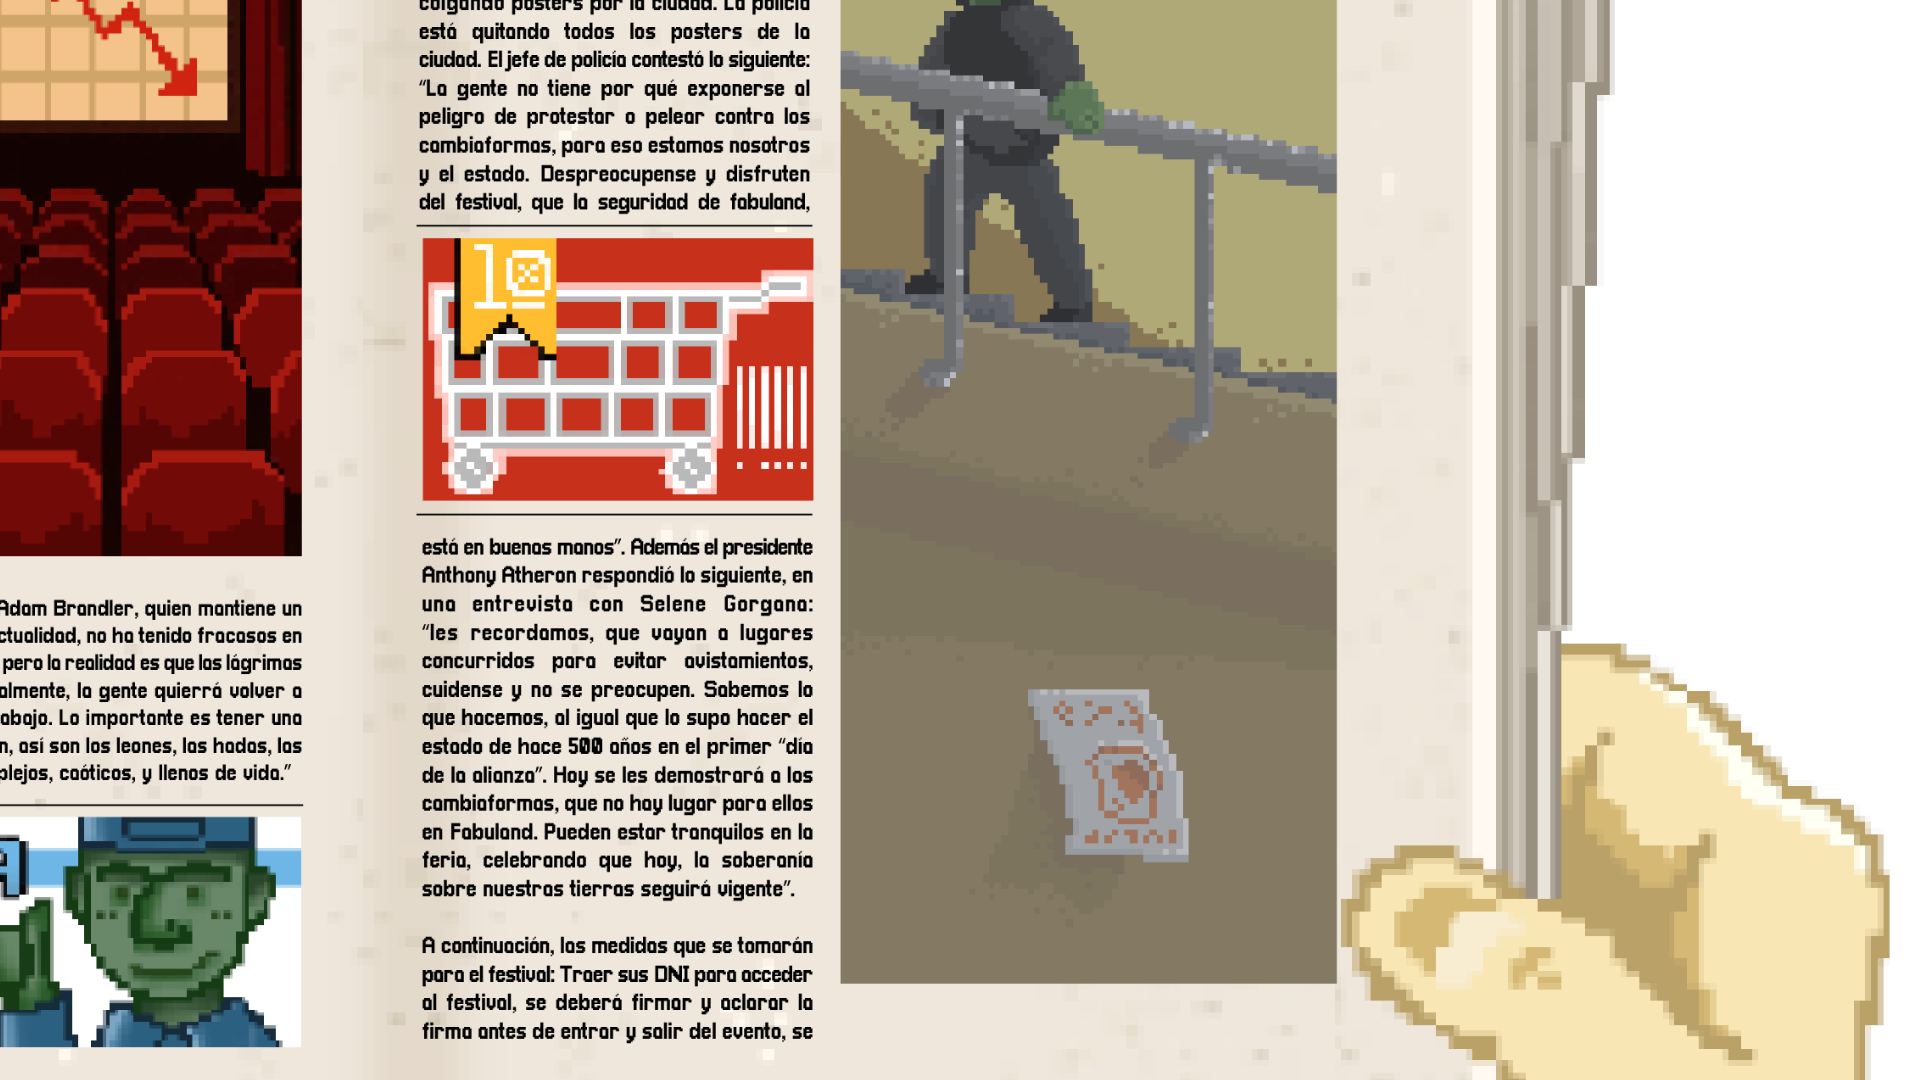 Adam Brandler, quien mantiene un
ctualidad, no ha tenido fracasos en
pero la realidad es que las lágrimas
almente, la gente quierrá volver a
abajo. Lo importante es tener una
n, así son los leones, las hadas, las
plejos, caóticos, y llenos de vida."
A
colgando posters por la ciudad. La policía
está quitando todos los posters de la
ciudad. El jefe de policía contestó lo siguiente:
"La gente no tiene por qué exponerse al
peligro de protestar o pelear contra los
cambiaformas, para eso estamos nosotros
y el estado. Despreocupense y disfruten
del festival, que la seguridad de fabuland,
10
está en buenas manos". Además el presidente
Anthony Atheron respondió lo siguiente, en
una entrevista con Selene Gorgana:
"les recordamos, que vayan a lugares
concurridos para evitar avistamientos,
cuidense y no se preocupen. Sabemos lo
que hacemos, al igual que lo supo hacer el
estado de hace 500 años en el primer "día
de la alianza". Hoy se les demostrará a los
cambiaformas, que no hay lugar para ellos
en Fabuland. Pueden estar tranquilos en la
feria, celebrando que hoy, la soberanía
sobre nuestras tierras seguirá vigente".
A continuación, las medidas que se tomarán
para el festival: Traer sus DNI para acceder
al festival, se deberá firmar y aclarar la
firma antes de entrar y salir del evento, se